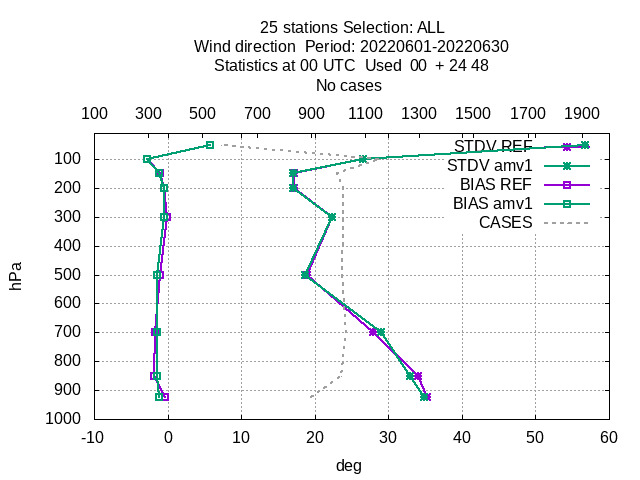 25 stations Selection: ALL
Wind direction  Period: 20220601-20220630
Statistics at 00 UTC  Used  00  + 24 48
No cases
100 300 500 700 900 1100 1300 1500 1700 1900
STDV REF
STDV amv1
BIAS REF
BIAS amv1
CASES
100
200
300
400
500
600
700
800
900
1000
hPa
-10 0 10 20 30 40 50 60
deg